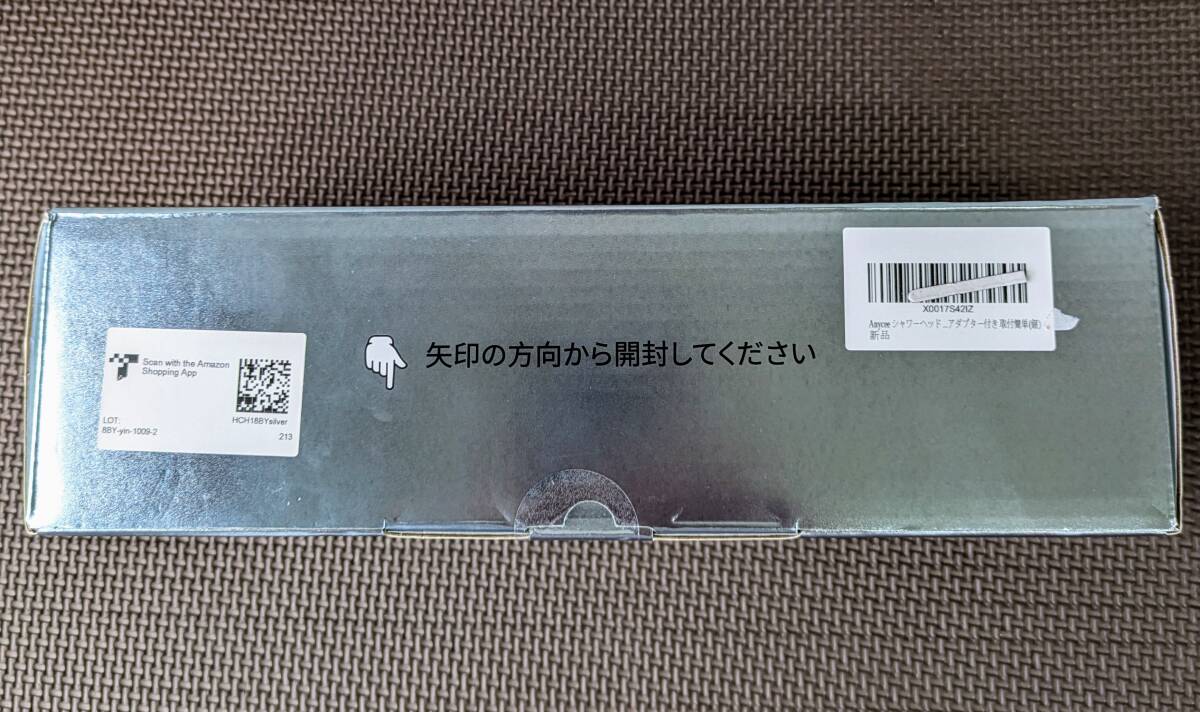 X0017S42IZ
Anycee シャワーヘッド ...アダプター付き 取付簡単(銀)
新品
矢印の方向から開封してください
Scan with the Amazon
Shopping App
LOT:
8BY-yin-1009-2
HCH18BYsilver
213